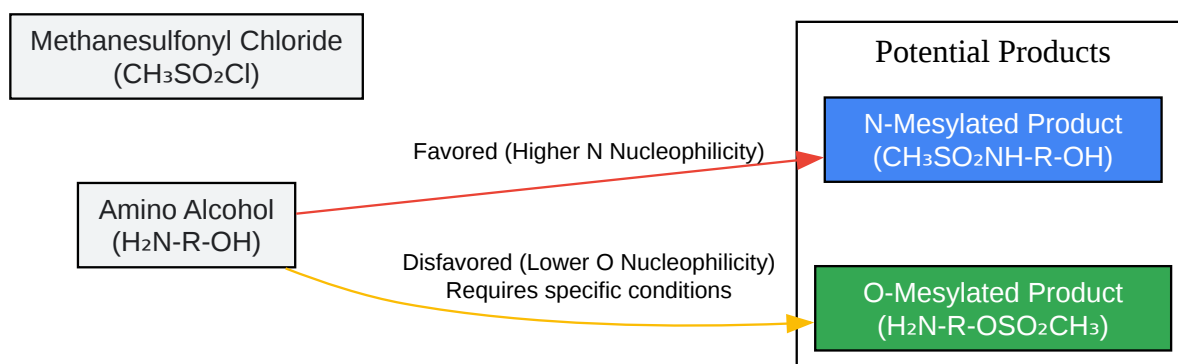 Methanesulfonyl Chloride
(CH₃SO₂Cl)
Potential Products
N-Mesylated Product
(CH₃SO₂NH-R-OH)
Favored (Higher N Nucleophilicity)
Amino Alcohol
(H₂N-R-OH)
Disfavored (Lower O Nucleophilicity)
Requires specific conditions
O-Mesylated Product
(H₂N-R-OSO₂CH₃)